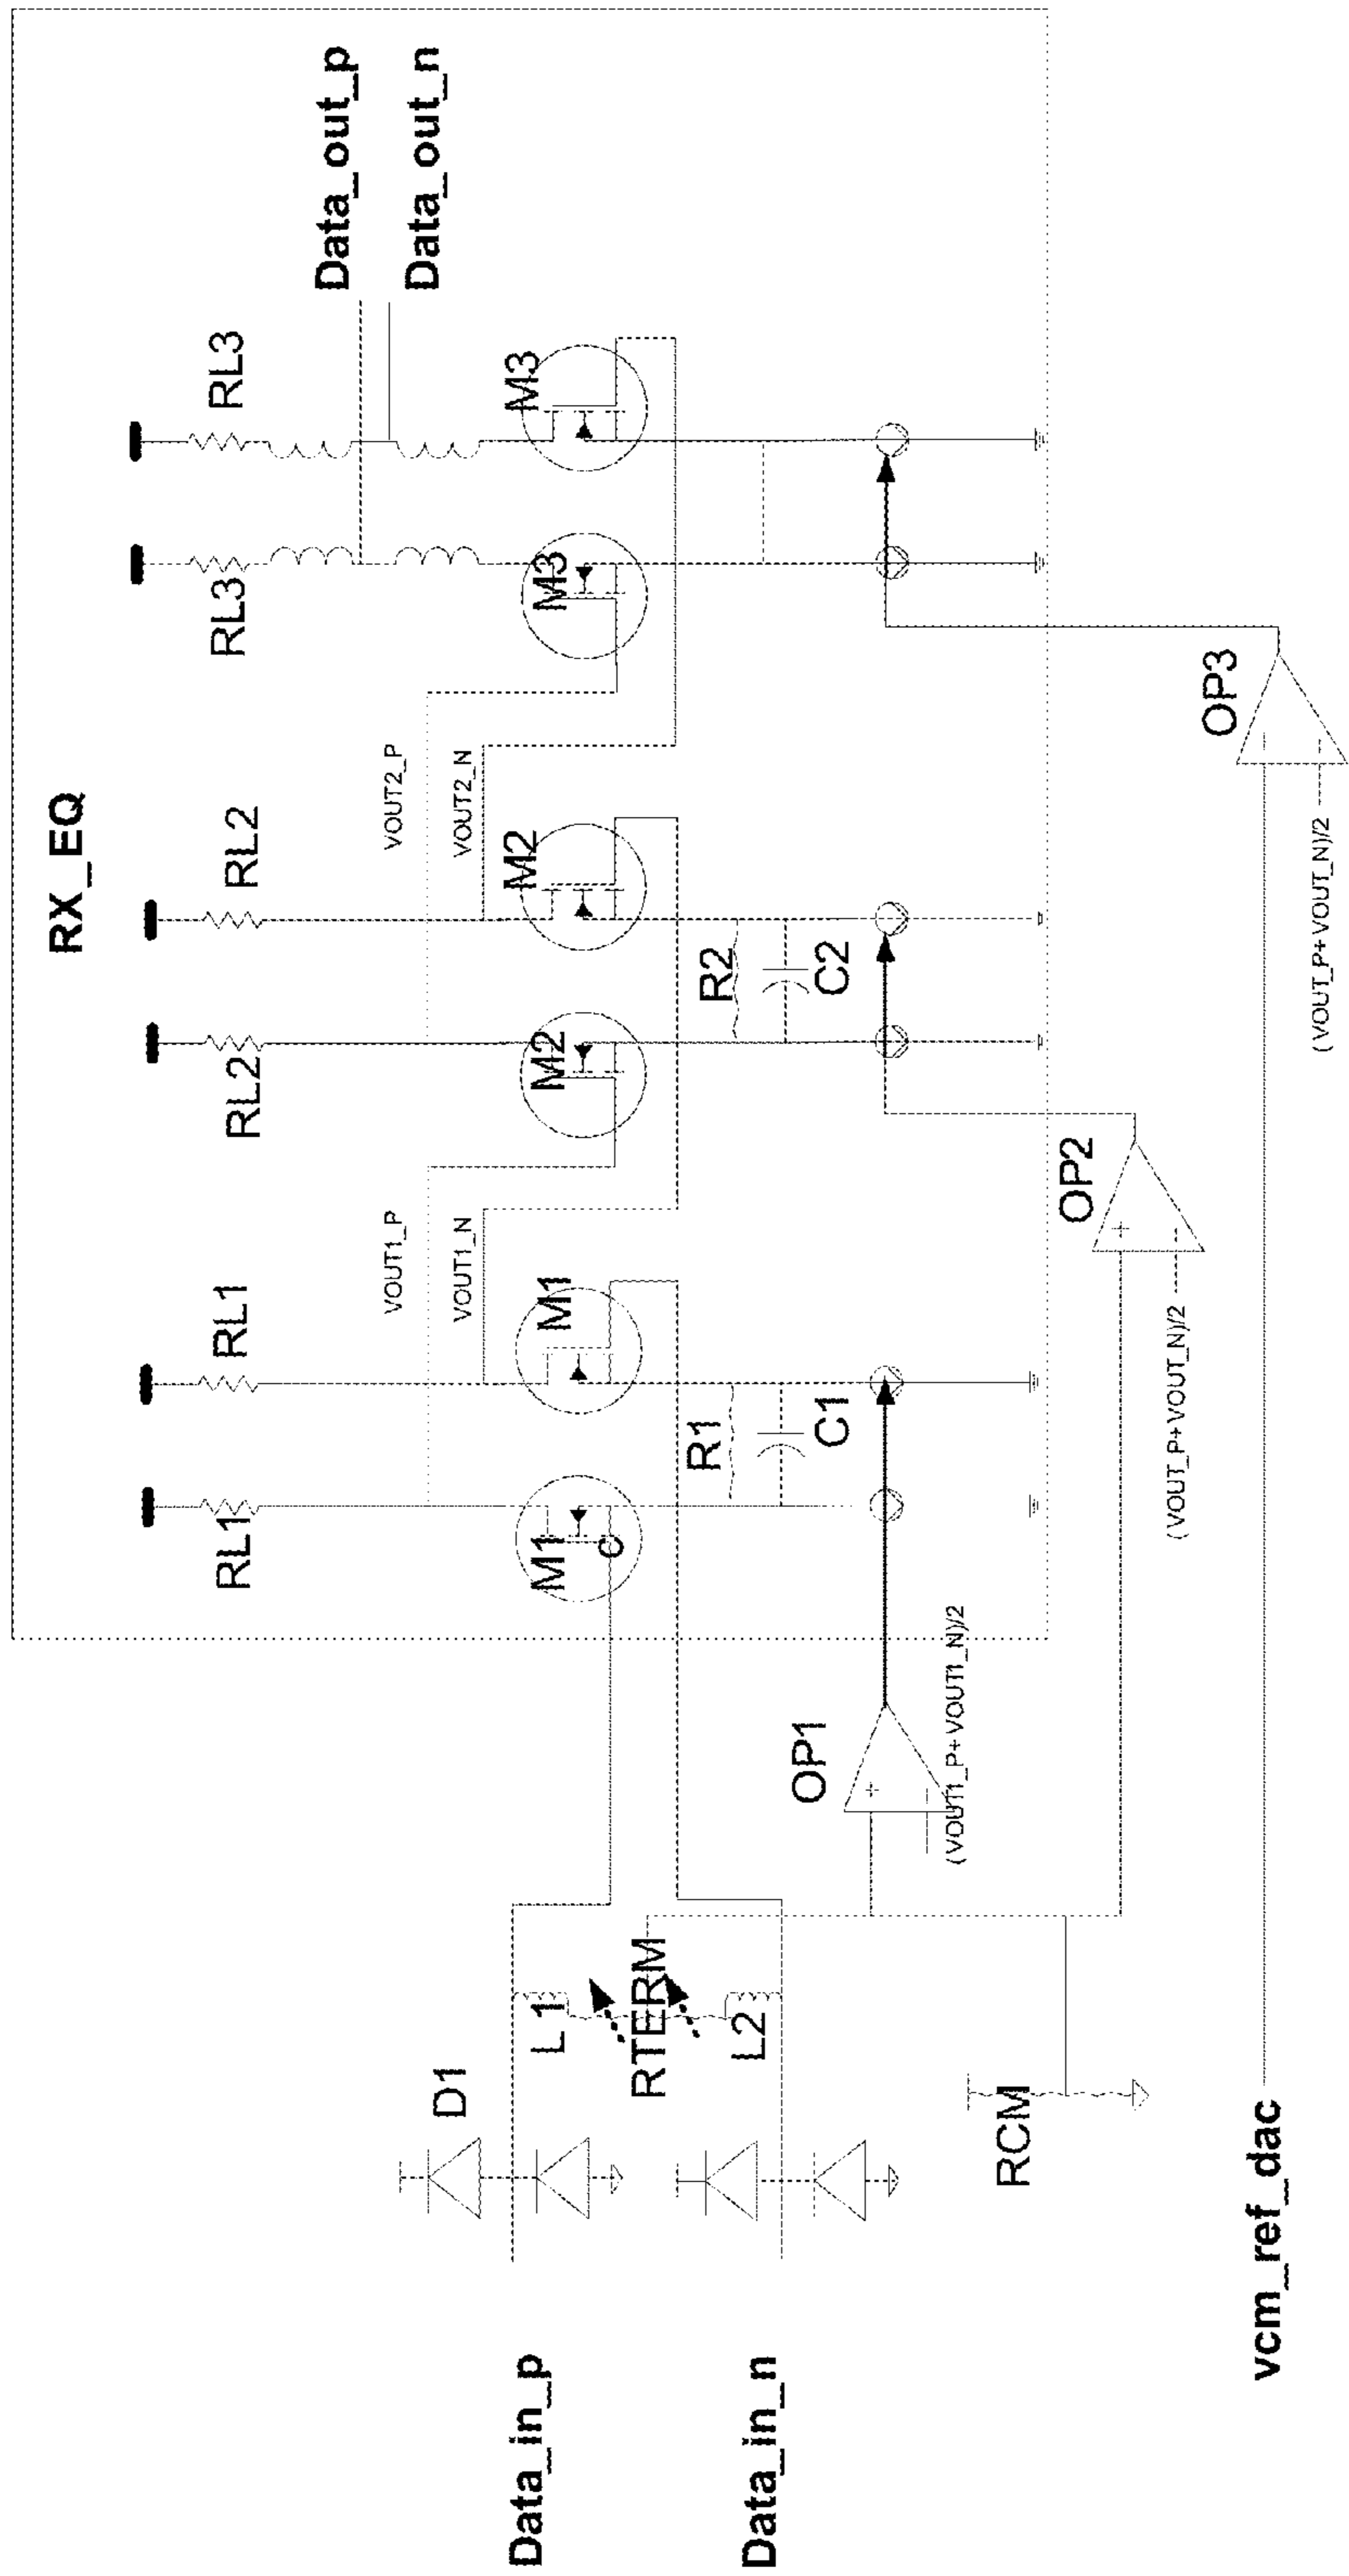 RX_EQ
RL1
RL1
RL2
RL2
RL3
RL3
Data_out_p
Data_out_n
VOUT1_P
VOUT1_N
VOUT2_P
VOUT2_N
M1
M1
M2
M2
M3
M3
C
R1
C1
R2
C2
D1
L1
RTERM
L2
Data_in_p
Data_in_n
RCM
OP1
+
(VOUT1_P+VOUT1_N)/2
OP2
+
(VOUT_P+VOUT_N)/2
OP3
(VOUT_P+VOUT_N)/2
vcm_ref_dac